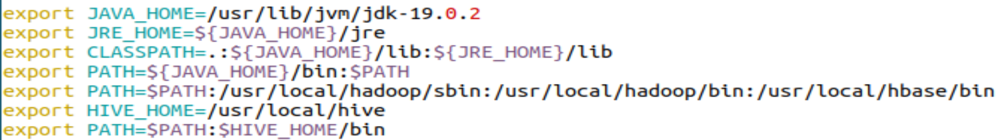 export JAVA_HOME=/usr/lib/jvm/jdk-19.0.2
export JRE_HOME=${JAVA_HOME}/jre
export CLASSPATH=.:${JAVA_HOME}/lib:${JRE_HOME}/lib
export PATH=${JAVA_HOME}/bin:$PATH
export PATH=$PATH:/usr/local/hadoop/sbin:/usr/local/hadoop/bin:/usr/local/hbase/bin
export HIVE_HOME=/usr/local/hive
export PATH=$PATH:$HIVE_HOME/bin